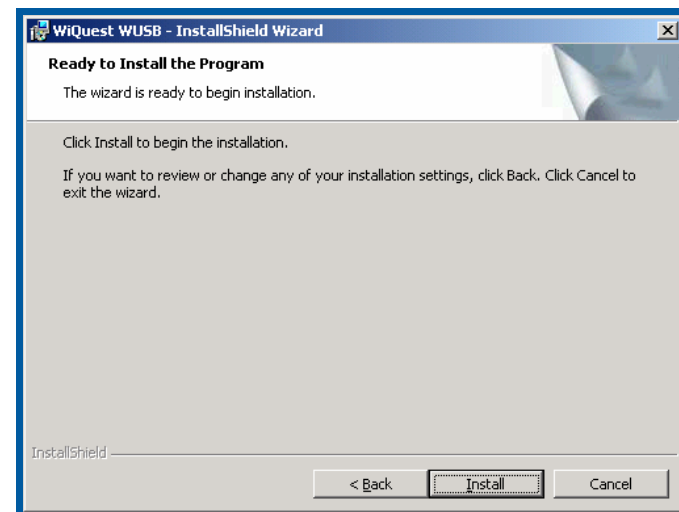 WiQuest WUSB - InstallShield Wizard
Ready to Install the Program
The wizard is ready to begin installation.
Click Install to begin the installation.
If you want to review or change any of your installation settings, click Back. Click Cancel to
exit the wizard.
InstallShield
< Back Install Cancel